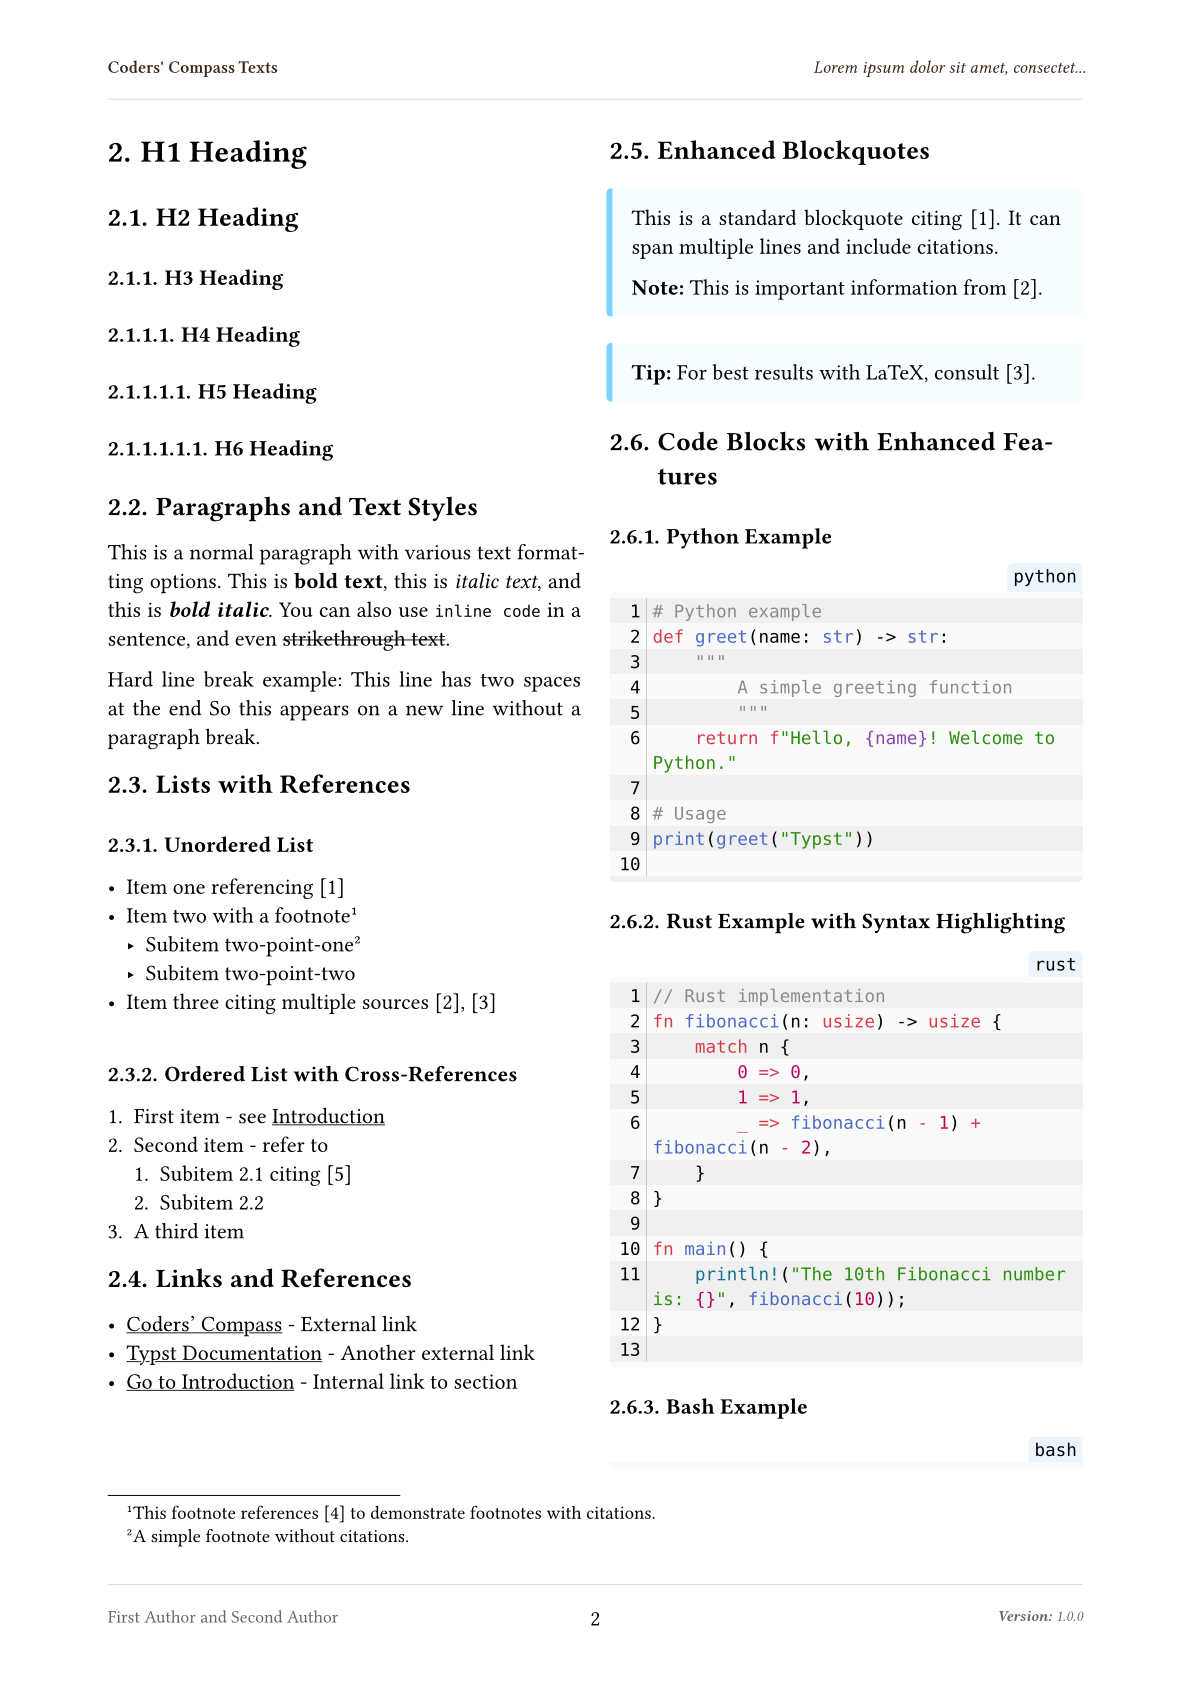 Coders' Compass Texts
Lorem ipsum dolor sit amet, consectet...
2. H1 Heading
2.1. H2 Heading
2.1.1. H3 Heading
2.1.1.1. H4 Heading
2.1.1.1.1. H5 Heading
2.1.1.1.1.1. H6 Heading
2.2. Paragraphs and Text Styles
This is a normal paragraph with various text format-
ting options. This is bold text, this is italic text, and
this is bold italic. You can also use inline code in a
sentence, and even strikethrough text.
Hard line break example: This line has two spaces
at the end So this appears on a new line without a
paragraph break.
2.3. Lists with References
2.3.1. Unordered List
• Item one referencing [1]
• Item two with a footnote¹
‣ Subitem two-point-one²
‣ Subitem two-point-two
• Item three citing multiple sources [2], [3]
2.3.2. Ordered List with Cross-References
1. First item - see Introduction
2. Second item - refer to
1. Subitem 2.1 citing [5]
2. Subitem 2.2
3. A third item
2.4. Links and References
• Coders’ Compass - External link
• Typst Documentation - Another external link
• Go to Introduction - Internal link to section
2.5. Enhanced Blockquotes
This is a standard blockquote citing [1]. It can
span multiple lines and include citations.
Note: This is important information from [2].
Tip: For best results with LaTeX, consult [3].
2.6. Code Blocks with Enhanced Fea-
tures
2.6.1. Python Example
python
1 # Python example
2 def greet(name: str) -> str:
3     """
4         A simple greeting function
5         """
6     return f"Hello, {name}! Welcome to
Python."
7
8 # Usage
9 print(greet("Typst"))
10
2.6.2. Rust Example with Syntax Highlighting
rust
1 // Rust implementation
2 fn fibonacci(n: usize) -> usize {
3     match n {
4         0 => 0,
5         1 => 1,
6         _ => fibonacci(n - 1) +
fibonacci(n - 2),
7     }
8 }
9
10 fn main() {
11     println!("The 10th Fibonacci number
is: {}", fibonacci(10));
12 }
13
2.6.3. Bash Example
bash
¹This footnote references [4] to demonstrate footnotes with citations.
²A simple footnote without citations.
First Author and Second Author
2
Version: 1.0.0